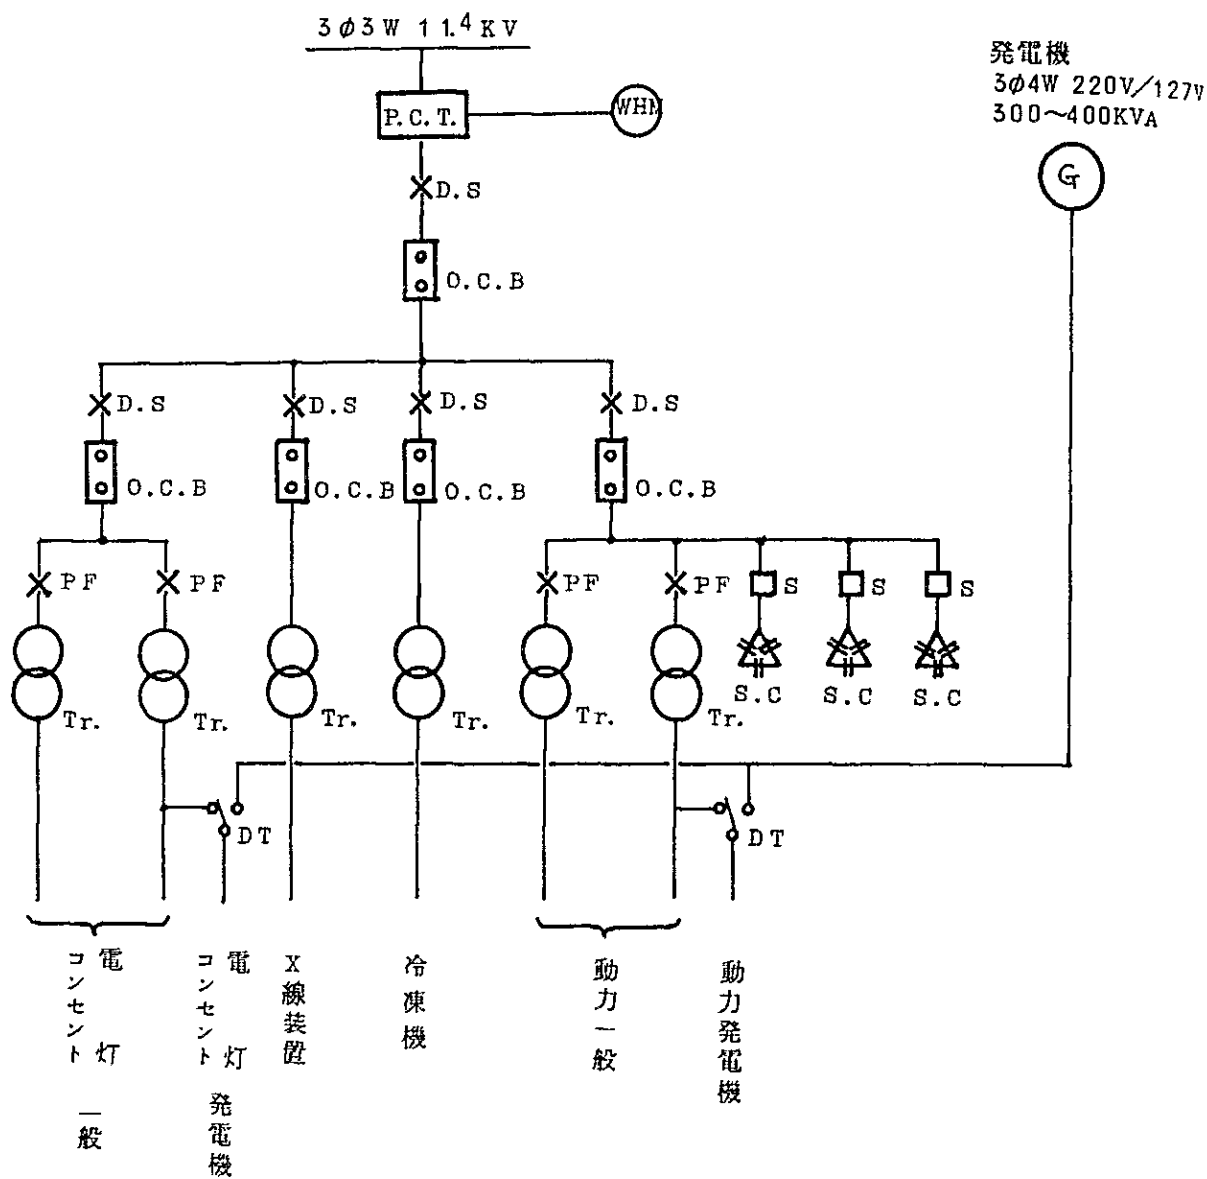 3φ3W 11.4KV
発電機
3φ4W 220V/127V
300～400KVA
P.C.T.
WHM
G
D.S
O.C.B
D.S
D.S
D.S
D.S
O.C.B
O.C.B
O.C.B
O.C.B
PF
PF
PF
PF
S
S
S
S.C
S.C
S.C
Tr.
Tr.
Tr.
Tr.
Tr.
Tr.
DT
DT
電灯
コンセント
一般
電灯
コンセント
発電機
X線装置
冷凍機
動力一般
動力発電機